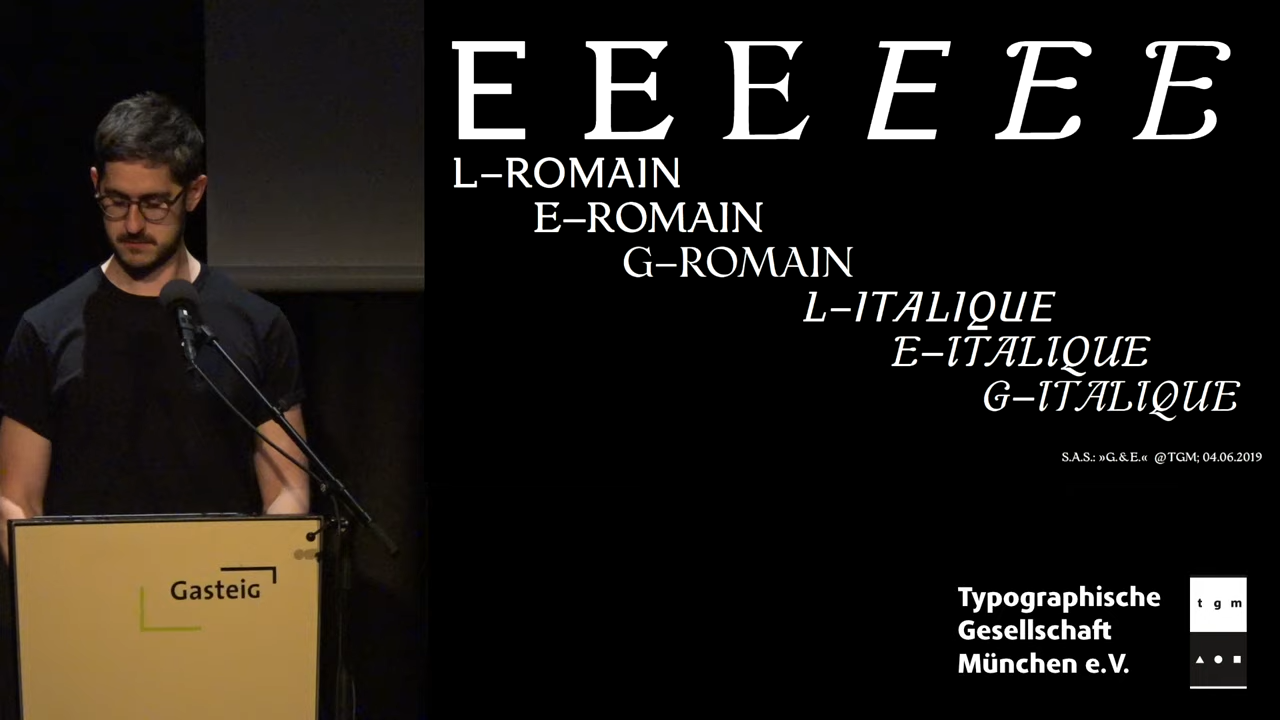 E E E E E E
L–ROMAIN
E–ROMAIN
G–ROMAIN
L–ITALIQUE
E–ITALIQUE
G–ITALIQUE
S.A.S.: »G.&E.« @TGM; 04.06.2019
Gasteig
Typographische
Gesellschaft
München e.V.
t g m